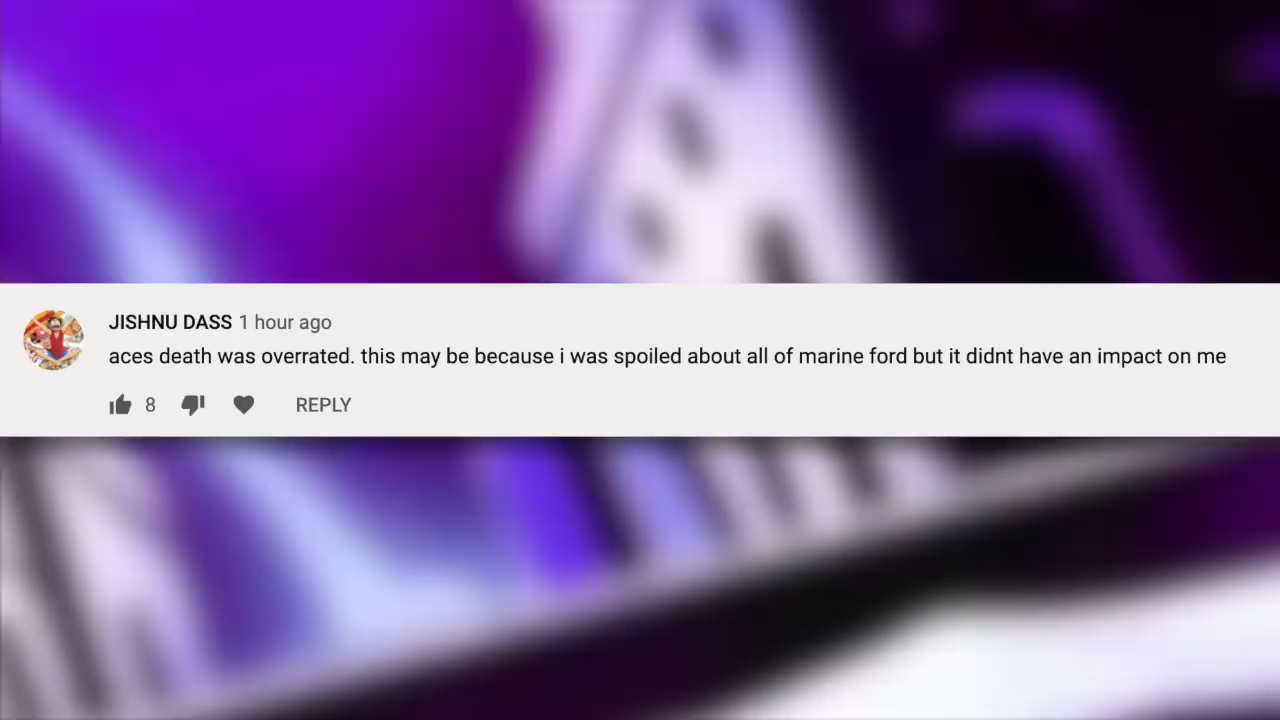 JISHNU DASS 1 hour ago
aces death was overrated. this may be because i was spoiled about all of marine ford but it didnt have an impact on me
8 REPLY